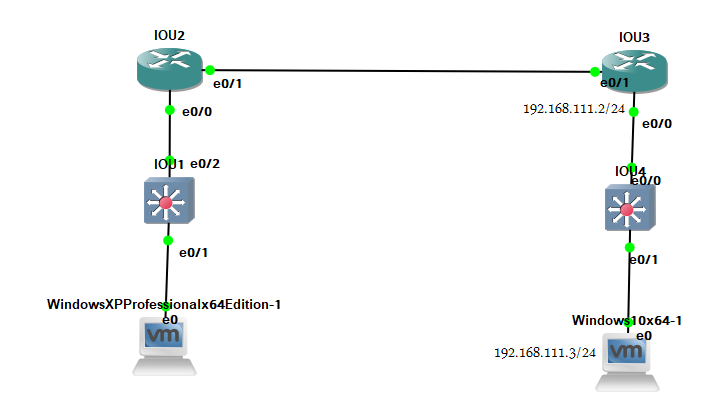 IOU2
IOU3
e0/1
e0/1
e0/0
192.168.111.2/24
e0/0
IOU1
e0/2
IOU4
e0/0
e0/1
e0/1
WindowsXPProfessionalx64Edition-1
e0
vm
Windows10x64-1
e0
192.168.111.3/24
vm